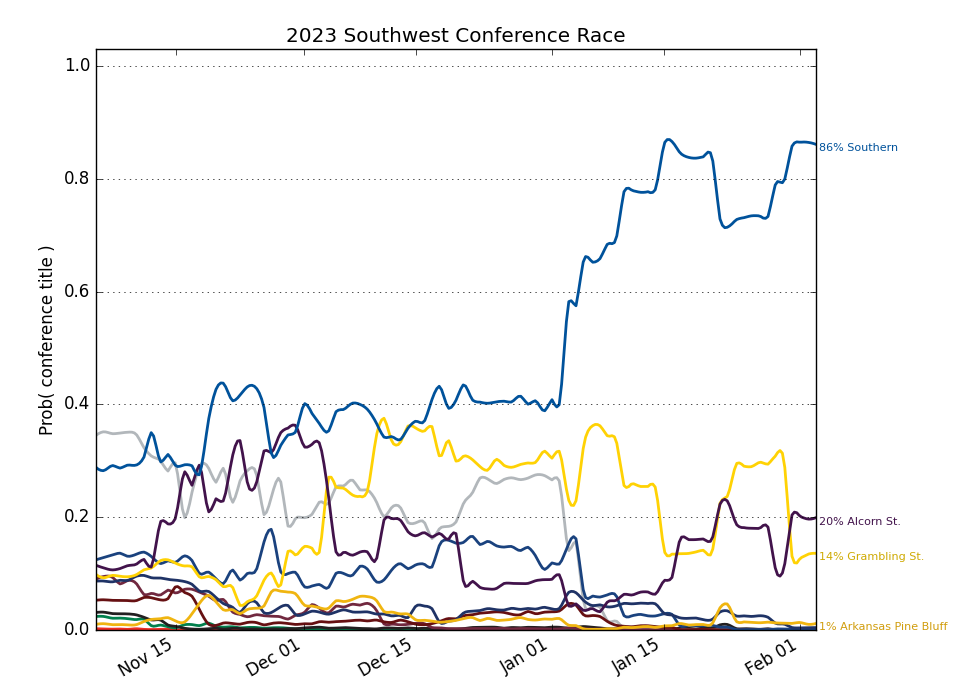 2023 Southwest Conference Race
1.0
0.8
0.6
0.4
0.2
0.0
Prob( conference title )
86% Southern
20% Alcorn St.
14% Grambling St.
1% Arkansas Pine Bluff
Nov 15
Dec 01
Dec 15
Jan 01
Jan 15
Feb 01